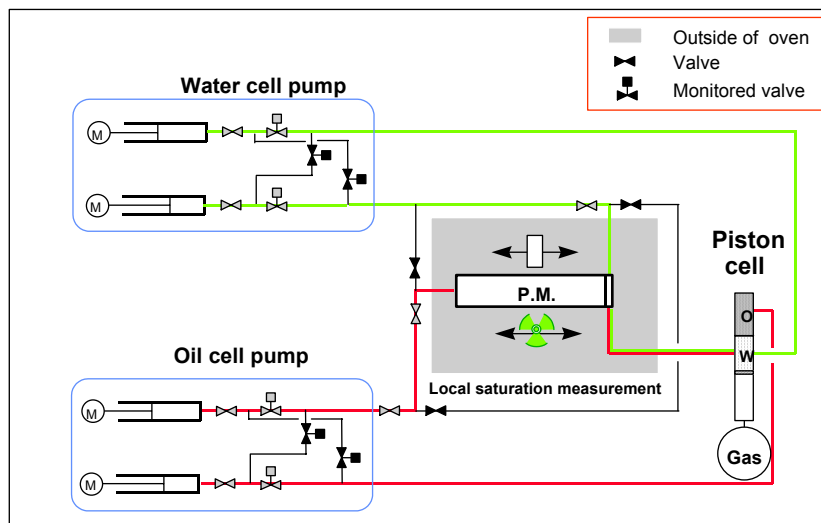 Outside of oven
Valve
Monitored valve
Water cell pump
M
M
Piston
cell
P.M.
O
W
Oil cell pump
Local saturation measurement
M
M
Gas